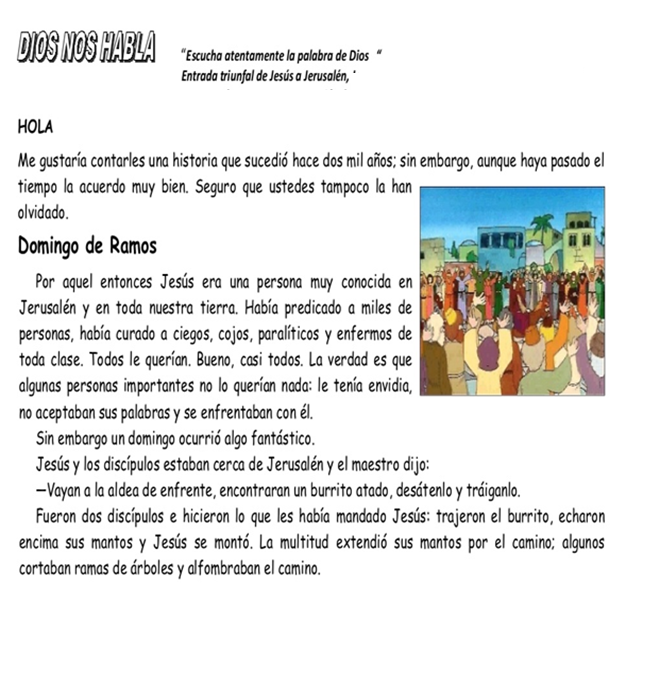 DIOS NOS HABLA
"Escucha atentamente la palabra de Dios "
Entrada triunfal de Jesús a Jerusalén, '
HOLA
Me gustaría contarles una historia que sucedió hace dos mil años; sin embargo, aunque haya pasado el
tiempo la acuerdo muy bien. Seguro que ustedes tampoco la han
olvidado.
Domingo de Ramos
Por aquel entonces Jesús era una persona muy conocida en
Jerusalén y en toda nuestra tierra. Había predicado a miles de
personas, había curado a ciegos, cojos, paralíticos y enfermos de
toda clase. Todos le querían. Bueno, casi todos. La verdad es que
algunas personas importantes no lo querían nada: le tenía envidia,
no aceptaban sus palabras y se enfrentaban con él.
Sin embargo un domingo ocurrió algo fantástico.
Jesús y los discípulos estaban cerca de Jerusalén y el maestro dijo:
—Vayan a la aldea de enfrente, encontraran un burrito atado, desátenlo y tráiganlo.
Fueron dos discípulos e hicieron lo que les había mandado Jesús: trajeron el burrito, echaron
encima sus mantos y Jesús se montó. La multitud extendió sus mantos por el camino; algunos
cortaban ramas de árboles y alfombraban el camino.